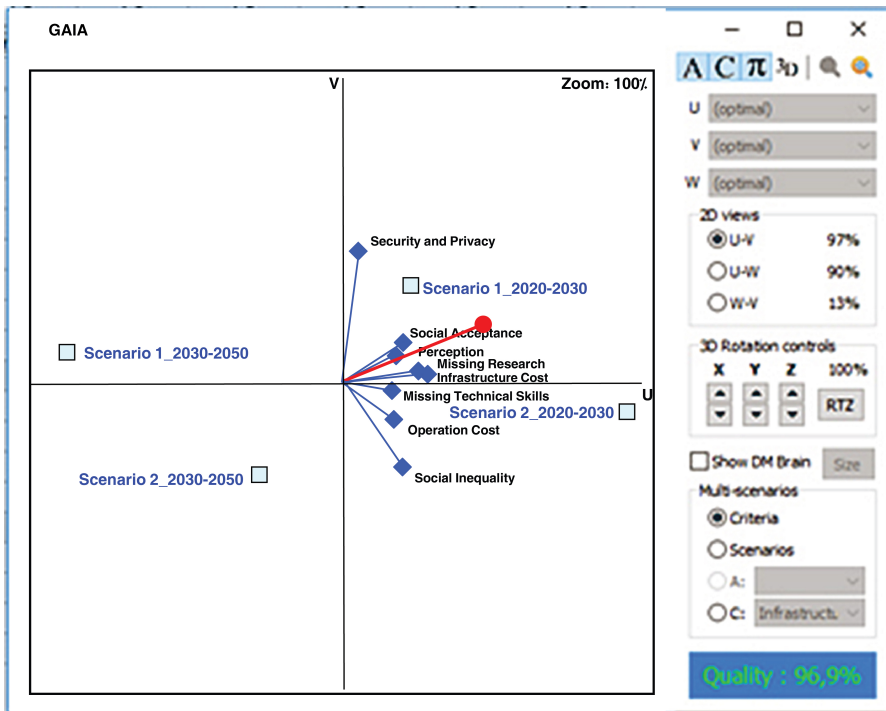 GAIA
V
Zoom: 100%
Security and Privacy
Scenario 1_2020-2030
Social Acceptance
Scenario 1_2030-2050
Perception
Missing Research
Infrastructure Cost
U
Missing Technical Skills
Scenario 2_2020-2030
Operation Cost
Scenario 2_2030-2050
Social Inequality
A C π 3D
U (optimal)
V (optimal)
W (optimal)
2D views
U-V 97%
U-W 90%
W-V 13%
3D Rotation controls
X Y Z 100%
RTZ
Show DM Brain Size
Multi-scenarios
Criteria
Scenarios
A:
C: Infrastruct.
Quality : 96,9%